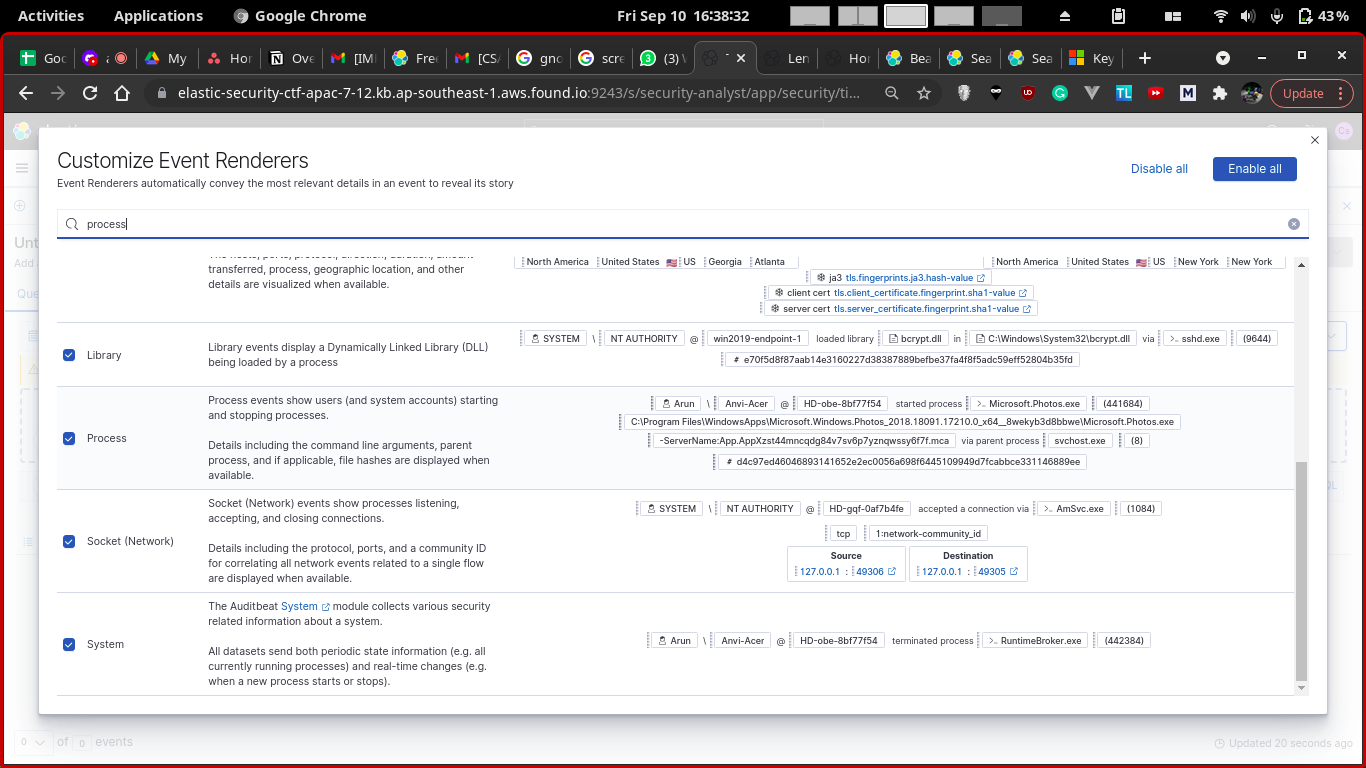 Activities Applications Google Chrome Fri Sep 10 16:38:32 43 %
Goo My Hor Ove [IM Free [CS gno scre (3) Len Hor Bea Sea Sea Key
elastic-security-ctf-apac-7-12.kb.ap-southeast-1.aws.found.io:9243/s/security-analyst/app/security/ti... Update
Customize Event Renderers
Event Renderers automatically convey the most relevant details in an event to reveal its story
Disable all Enable all
process
transferred, process, geographic location, and other
details are visualized when available.
North America United States US Georgia Atlanta North America United States US New York New York
ja3 tls.fingerprints.ja3.hash-value
client cert tls.client_certificate.fingerprint.sha1-value
server cert tls.server_certificate.fingerprint.sha1-value
Library
Library events display a Dynamically Linked Library (DLL)
being loaded by a process
SYSTEM \ NT AUTHORITY @ win2019-endpoint-1 loaded library bcrypt.dll in C:\Windows\System32\bcrypt.dll via >_ sshd.exe (9644)
# e70f5d8f87aab14e3160227d38387889befbe37fa4f8f5adc59eff52804b35fd
Process
Process events show users (and system accounts) starting
and stopping processes.
Details including the command line arguments, parent
process, and if applicable, file hashes are displayed when
available.
Arun \ Anvi-Acer @ HD-obe-8bf77f54 started process >_ Microsoft.Photos.exe (441684)
C:\Program Files\WindowsApps\Microsoft.Windows.Photos_2018.18091.17210.0_x64__8wekyb3d8bbwe\Microsoft.Photos.exe
-ServerName:App.AppXzst44mncqdg84v7sv6p7yznqwssy6f7f.mca via parent process svchost.exe (8)
# d4c97ed46046893141652e2ec0056a698f6445109949d7fcabbce331146889ee
Socket (Network)
Socket (Network) events show processes listening,
accepting, and closing connections.
Details including the protocol, ports, and a community ID
for correlating all network events related to a single flow
are displayed when available.
SYSTEM \ NT AUTHORITY @ HD-gqf-0af7b4fe accepted a connection via >_ AmSvc.exe (1084)
tcp 1:network-community_id
Source Destination
127.0.0.1 : 49306 127.0.0.1 : 49305
System
The Auditbeat System module collects various security
related information about a system.
All datasets send both periodic state information (e.g. all
currently running processes) and real-time changes (e.g.
when a new process starts or stops).
Arun \ Anvi-Acer @ HD-obe-8bf77f54 terminated process >_ RuntimeBroker.exe (442384)
0 of 0 events Updated 20 seconds ago